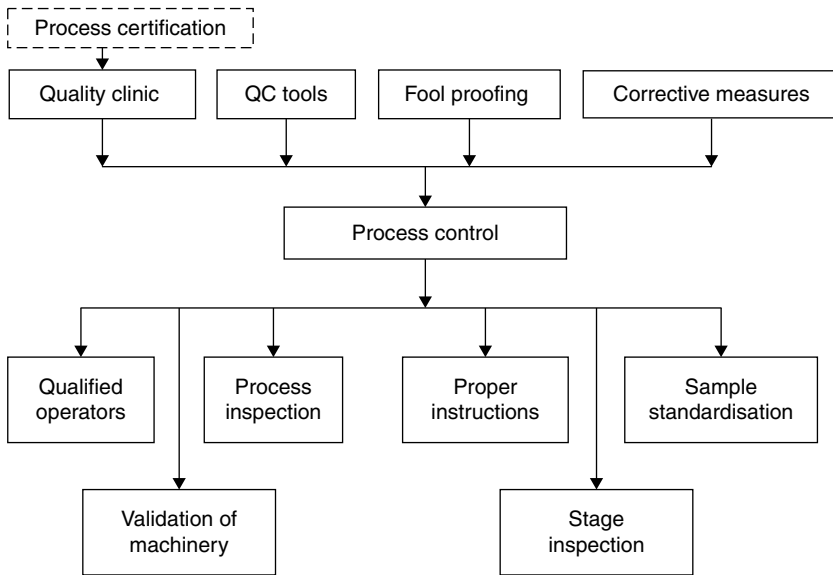 Process certification
Quality clinic
QC tools
Fool proofing
Corrective measures
Process control
Qualified
operators
Process
inspection
Proper
instructions
Sample
standardisation
Validation of
machinery
Stage
inspection